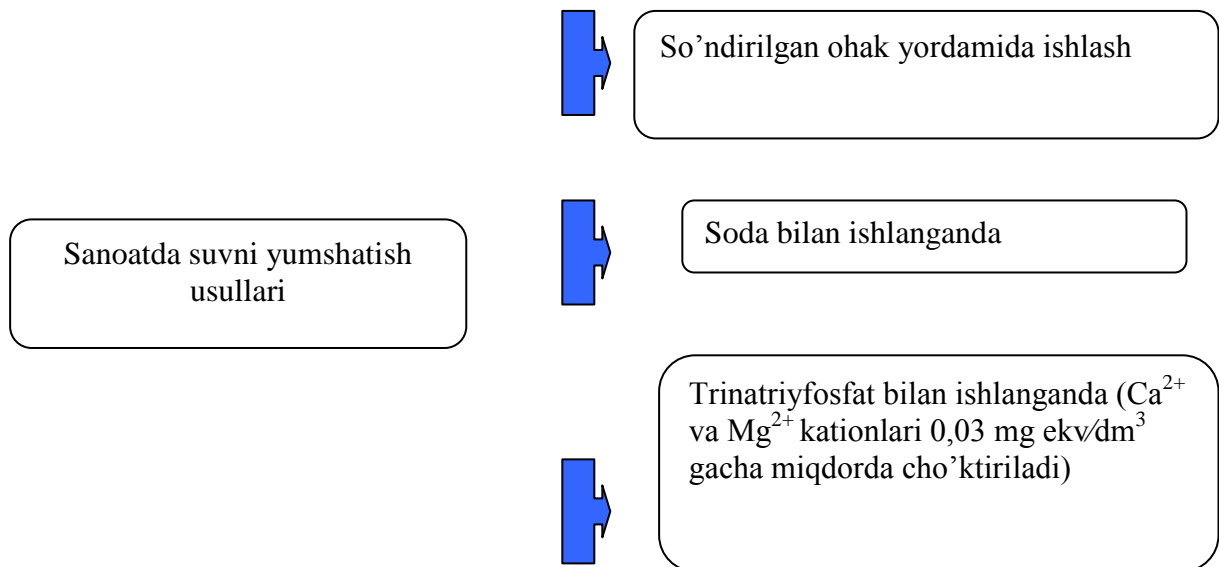 So’ndirilgan ohak yordamida ishlash
Sanoatda suvni yumshatish
usullari
Soda bilan ishlanganda
Trinatriyfosfat bilan ishlanganda (Ca²⁺
va Mg²⁺ kationlari 0,03 mg ekv⁄dm³
gacha miqdorda cho’ktiriladi)